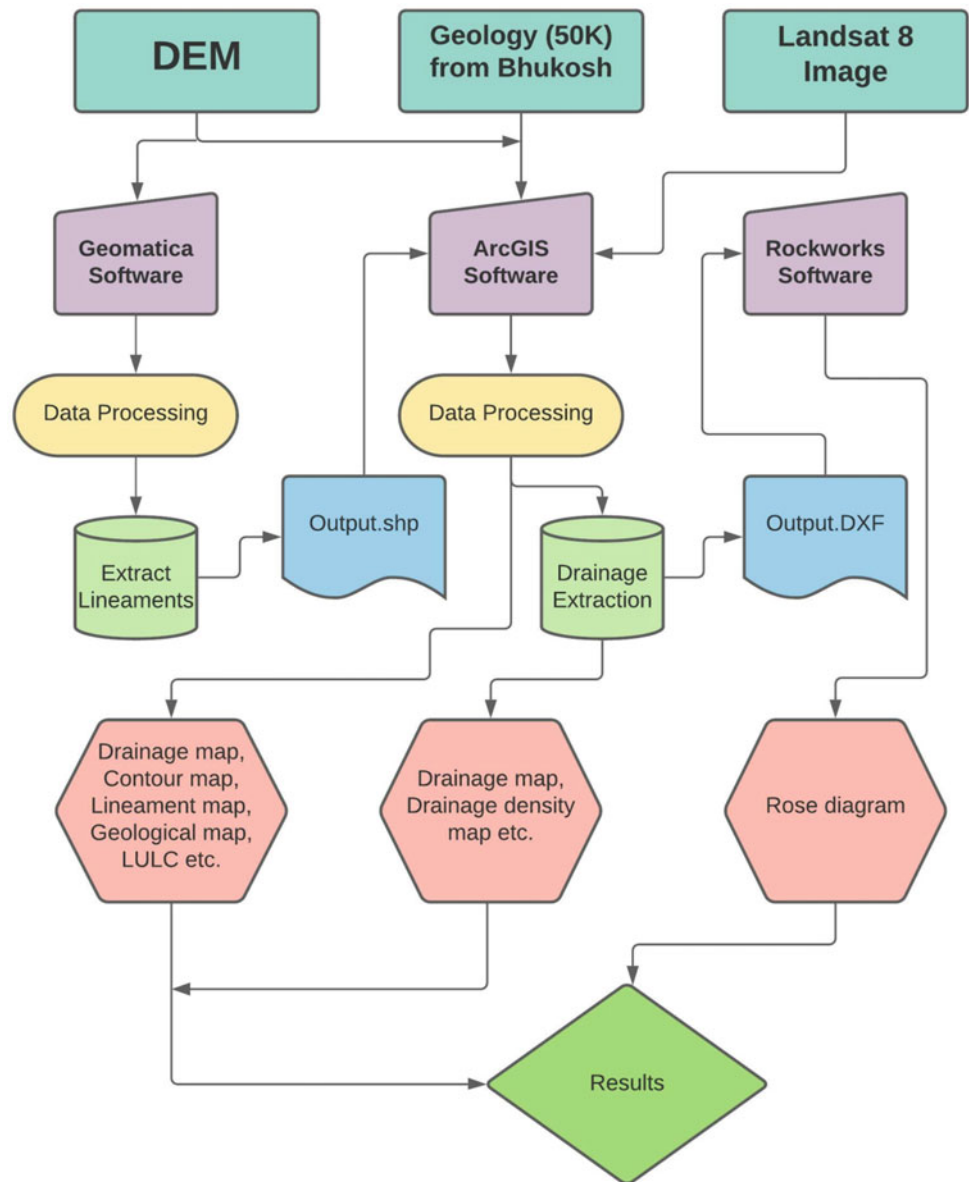 DEM
Geology (50K)
from Bhukosh
Landsat 8
Image
Geomatica
Software
ArcGIS
Software
Rockworks
Software
Data Processing
Data Processing
Extract
Lineaments
Output.shp
Drainage
Extraction
Output.DXF
Drainage map,
Contour map,
Lineament map,
Geological map,
LULC etc.
Drainage map,
Drainage density
map etc.
Rose diagram
Results